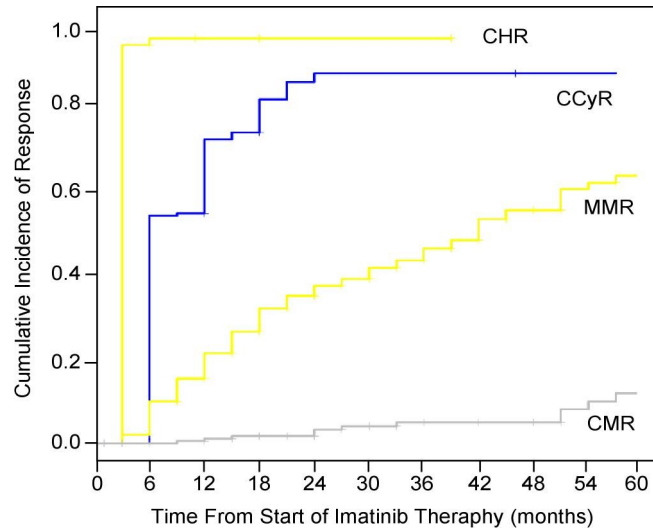 Cumulative Incidence of Response
1.0
0.8
0.6
0.4
0.2
0.0
CHR
CCyR
MMR
CMR
0 6 12 18 24 30 36 42 48 54 60
Time From Start of Imatinib Theraphy (months)